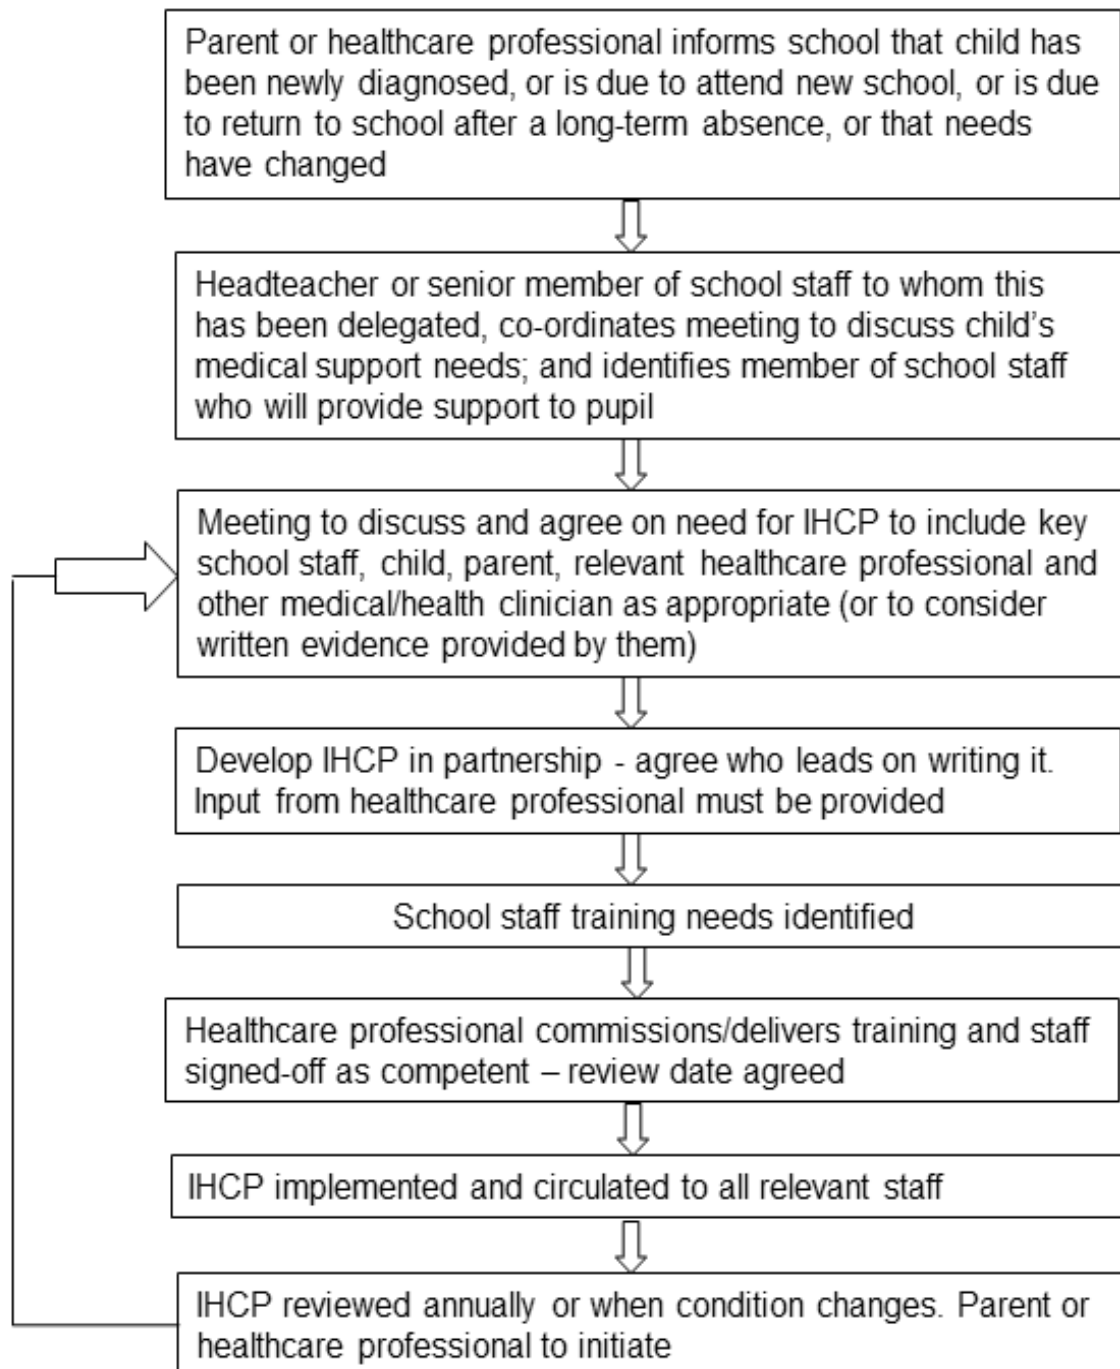 Parent or healthcare professional informs school that child has
been newly diagnosed, or is due to attend new school, or is due
to return to school after a long-term absence, or that needs
have changed
Headteacher or senior member of school staff to whom this
has been delegated, co-ordinates meeting to discuss child's
medical support needs; and identifies member of school staff
who will provide support to pupil
Meeting to discuss and agree on need for IHCP to include key
school staff, child, parent, relevant healthcare professional and
other medical/health clinician as appropriate (or to consider
written evidence provided by them)
Develop IHCP in partnership - agree who leads on writing it.
Input from healthcare professional must be provided
School staff training needs identified
Healthcare professional commissions/delivers training and staff
signed-off as competent – review date agreed
IHCP implemented and circulated to all relevant staff
IHCP reviewed annually or when condition changes. Parent or
healthcare professional to initiate